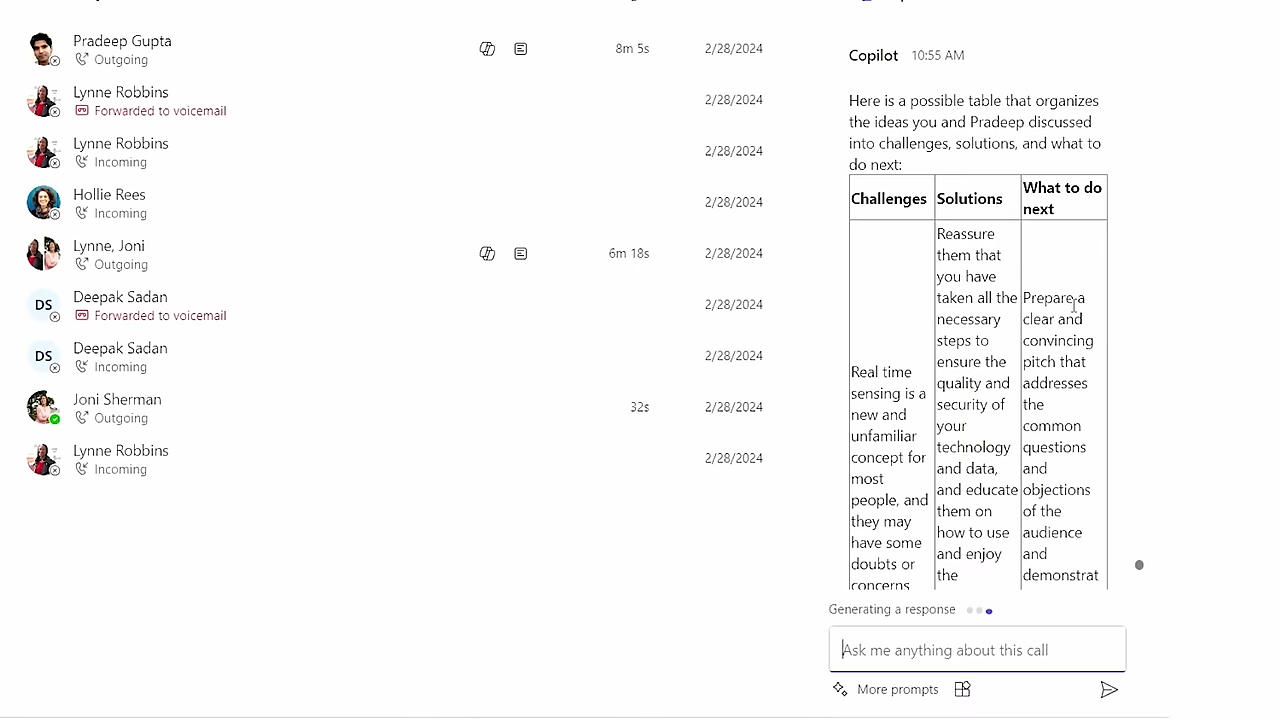 Pradeep Gupta
Outgoing
8m 5s
2/28/2024
Lynne Robbins
Forwarded to voicemail
2/28/2024
Lynne Robbins
Incoming
2/28/2024
Hollie Rees
Incoming
2/28/2024
Lynne, Joni
Outgoing
6m 18s
2/28/2024
DS
Deepak Sadan
Forwarded to voicemail
2/28/2024
DS
Deepak Sadan
Incoming
2/28/2024
Joni Sherman
Outgoing
32s
2/28/2024
Lynne Robbins
Incoming
2/28/2024
Copilot 10:55 AM
Here is a possible table that organizes
the ideas you and Pradeep discussed
into challenges, solutions, and what to
do next:
Challenges
Solutions
What to do
next
Real time
sensing is a
new and
unfamiliar
concept for
most
people, and
they may
have some
doubts or
concerns
Reassure
them that
you have
taken all the
necessary
steps to
ensure the
quality and
security of
your
technology
and data,
and educate
them on
how to use
and enjoy
the
Prepare a
clear and
convincing
pitch that
addresses
the
common
questions
and
objections
of the
audience
and
demonstrat
Generating a response
Ask me anything about this call
More prompts